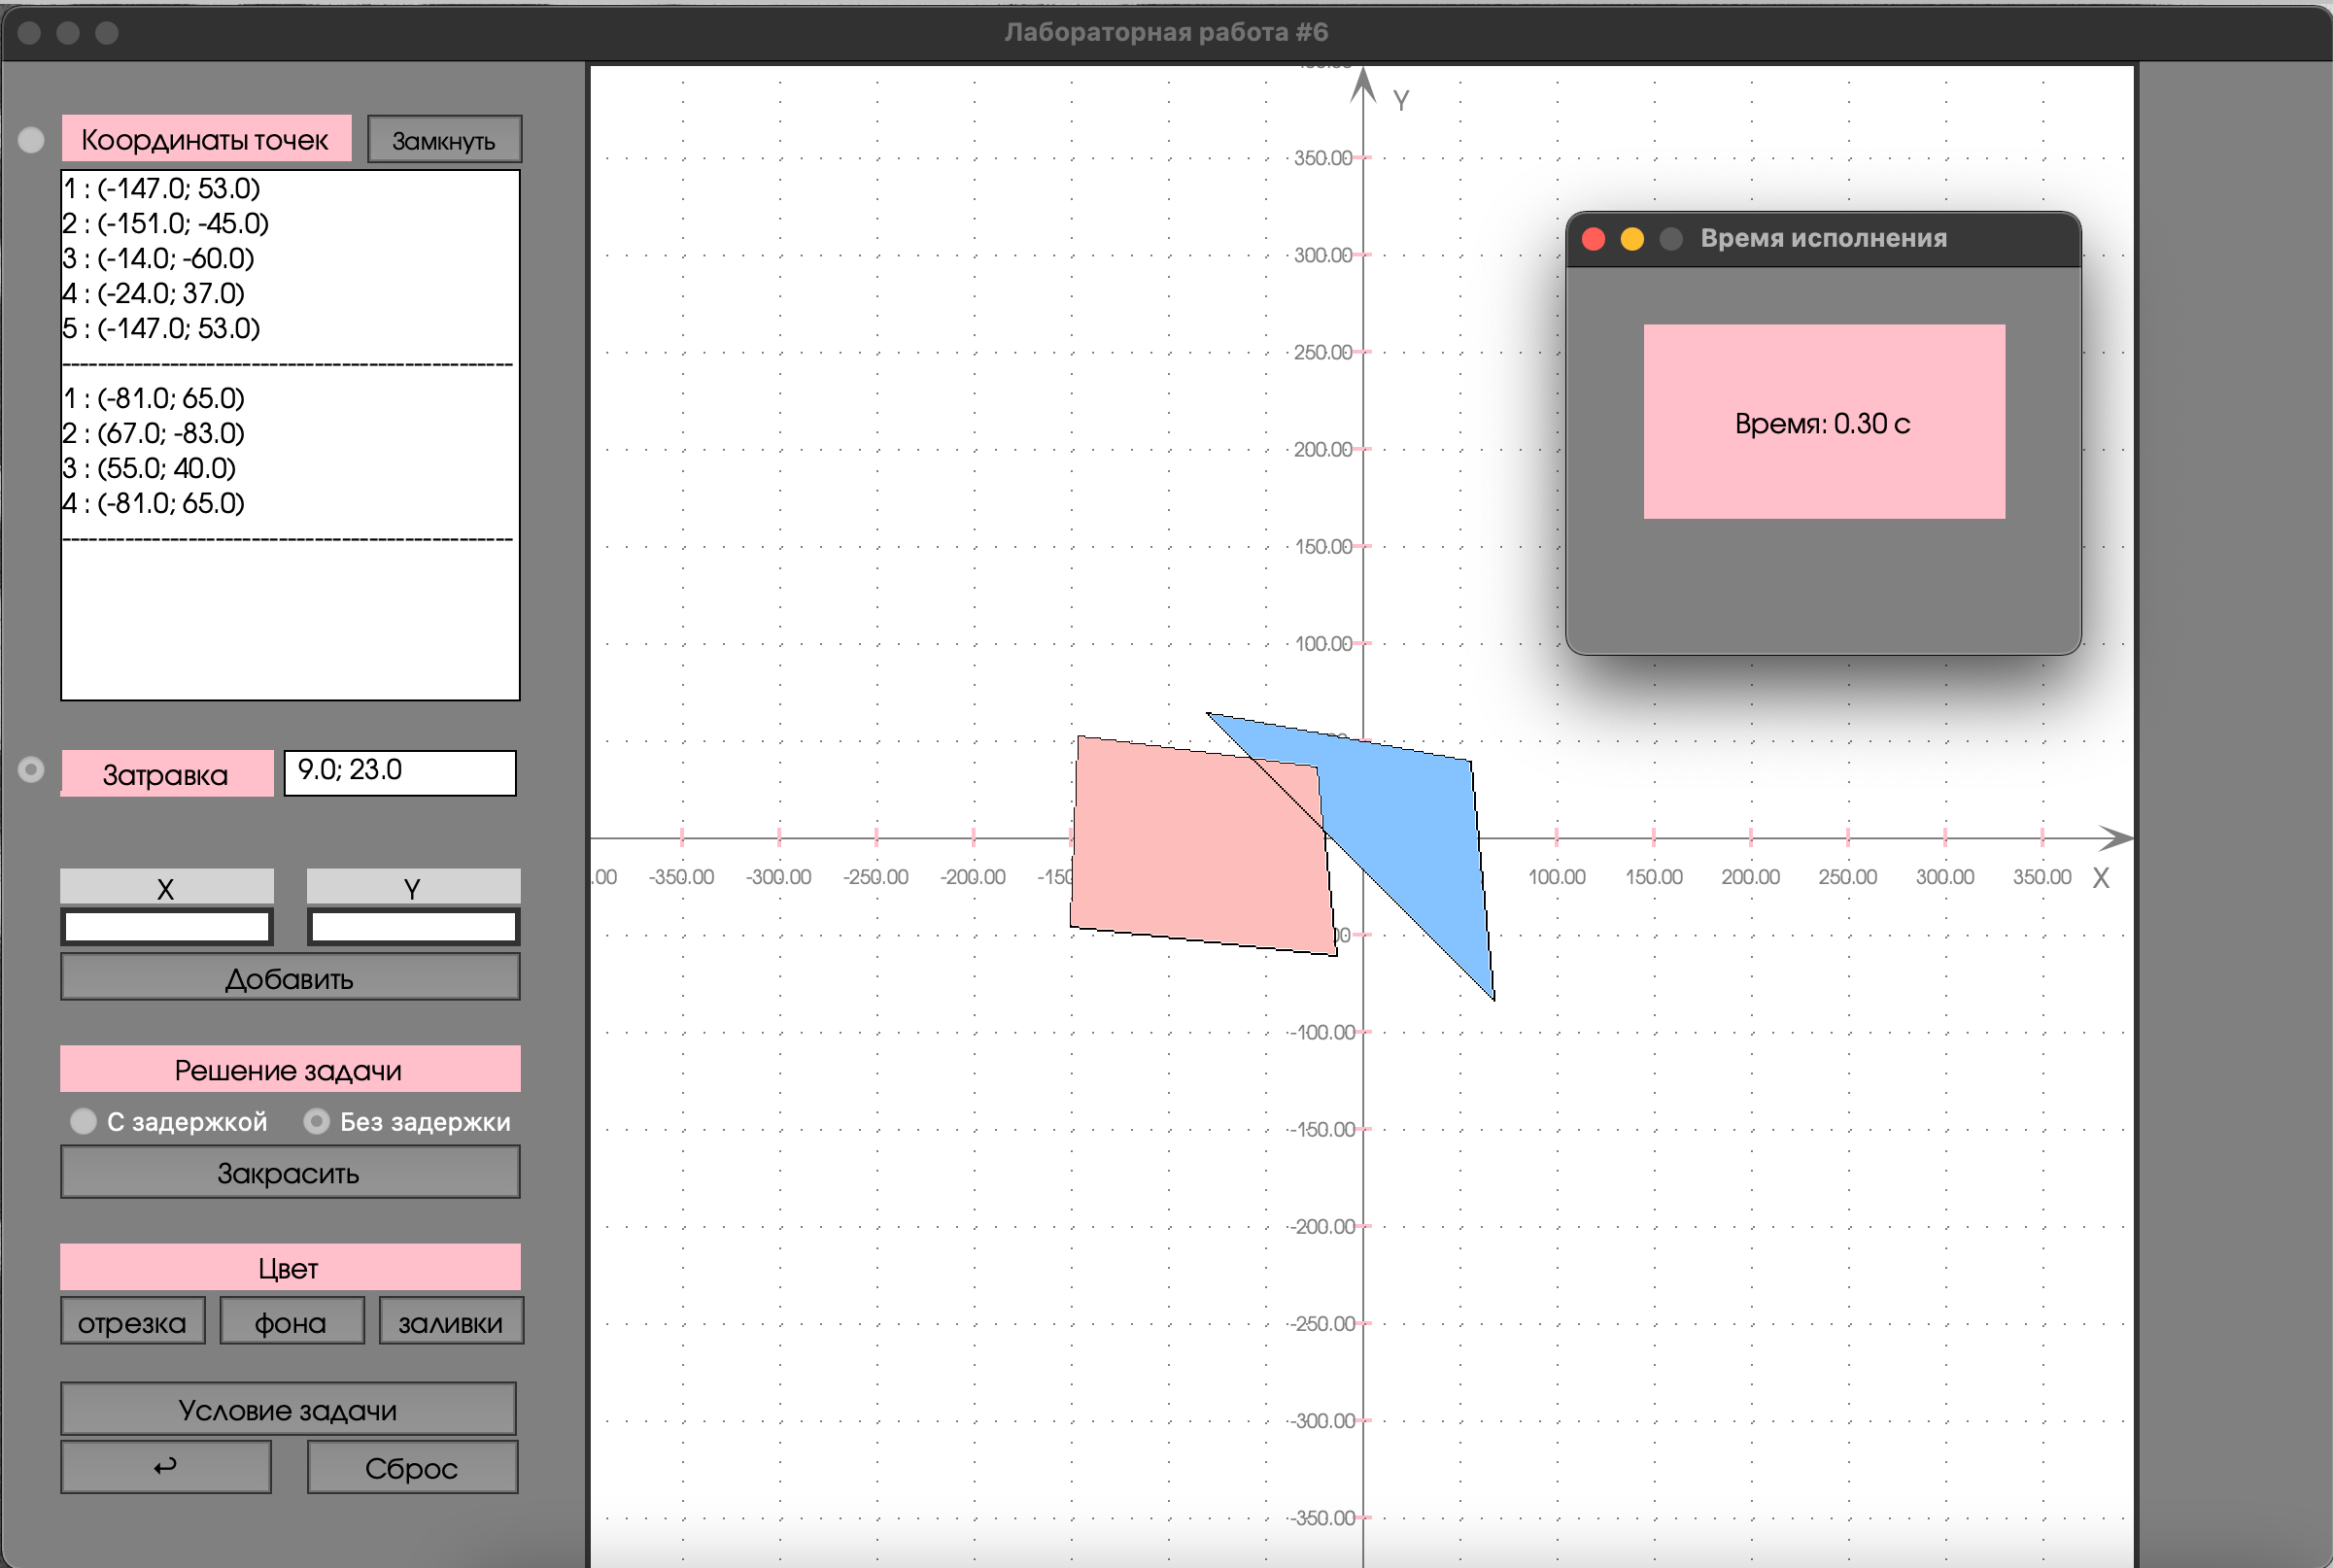 Лабораторная работа #6
Координаты точек
Замкнуть
1 : (-147.0; 53.0)
2 : (-151.0; -45.0)
3 : (-14.0; -60.0)
4 : (-24.0; 37.0)
5 : (-147.0; 53.0)
--------------------------------------------------
1 : (-81.0; 65.0)
2 : (67.0; -83.0)
3 : (55.0; 40.0)
4 : (-81.0; 65.0)
--------------------------------------------------
Затравка
9.0; 23.0
X Y
Добавить
Решение задачи
С задержкой Без задержки
Закрасить
Цвет
отрезка фона заливки
Условие задачи
↩ Сброс
Y
350.00
300.00
250.00
200.00
150.00
100.00
.00 -350.00 -300.00 -250.00 -200.00 -150 100.00 150.00 200.00 250.00 300.00 350.00 X
-100.00
-150.00
-200.00
-250.00
-300.00
-350.00
Время исполнения
Время: 0.30 с